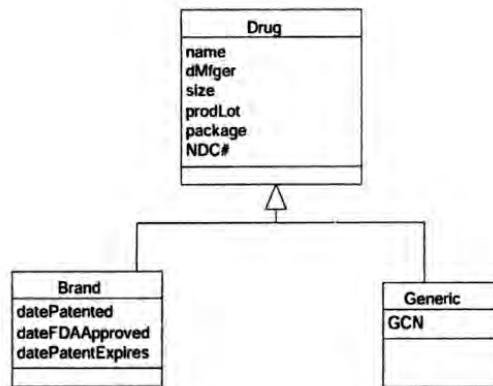 Drug
name
dMfger
size
prodLot
package
NDC#
Brand
datePatented
dateFDAApproved
datePatentExpires
Generic
GCN